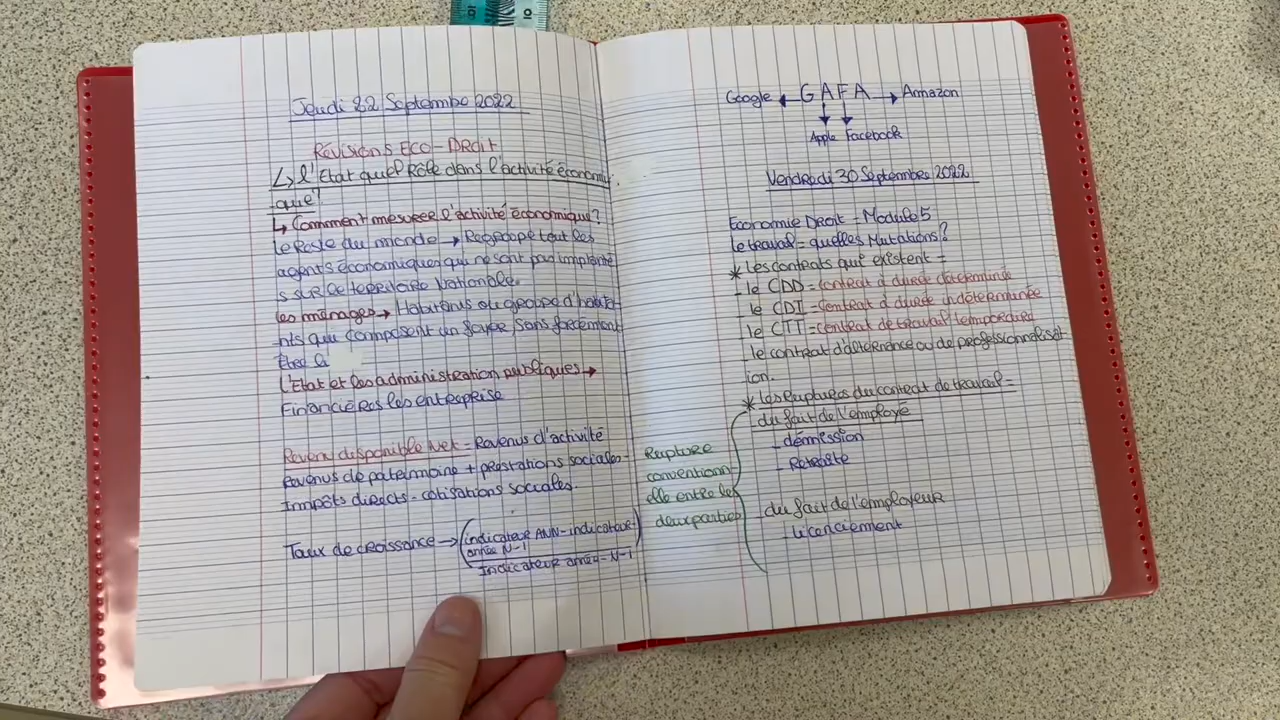 Jeudi 22 Septembre 2022
Révisions ECO-DROIT
↳ l'Etat quel Rôle dans l'activité économi
-que?
↳ Comment mesurer l'activité économique?
le Reste du monde → Regroupe tout les
agents économiques qui ne sont pas implanté
s sur le territoire nationale.
les ménages → Habitants ou groupe d'habita-
nts qui composent un foyer, sans forcément
être li
L'Etat et les administration publiques →
Financières les entreprise
Revenu disponible Net = Revenus d'activité
Revenus de patrimoine + prestations sociales -
Impôts directs - cotisations sociales.
Taux de croissance → (indicateur ANN - indicateur
année N-1
Indicateur année - N-1)
Google ← GAFA → Amazon
Apple Facebook
Vendredi 30 Septembre 2022
Economie Droit = Module 5
le travail = quelles Mutations?
* les contrats qui existent =
- le CDD = contrat à durée déterminée
- le CDI = Contrat à durée indéterminée
- le CTT = contrat de travail temporaire
- le contrat d'alternence ou de professionnalisat
ion.
* les Ruptures du contrat de travail =
du fait de l'employé
- démission
- Retraite
Rupture
convention
elle entre les
deux parties
du fait de l'employeur
- licenciement